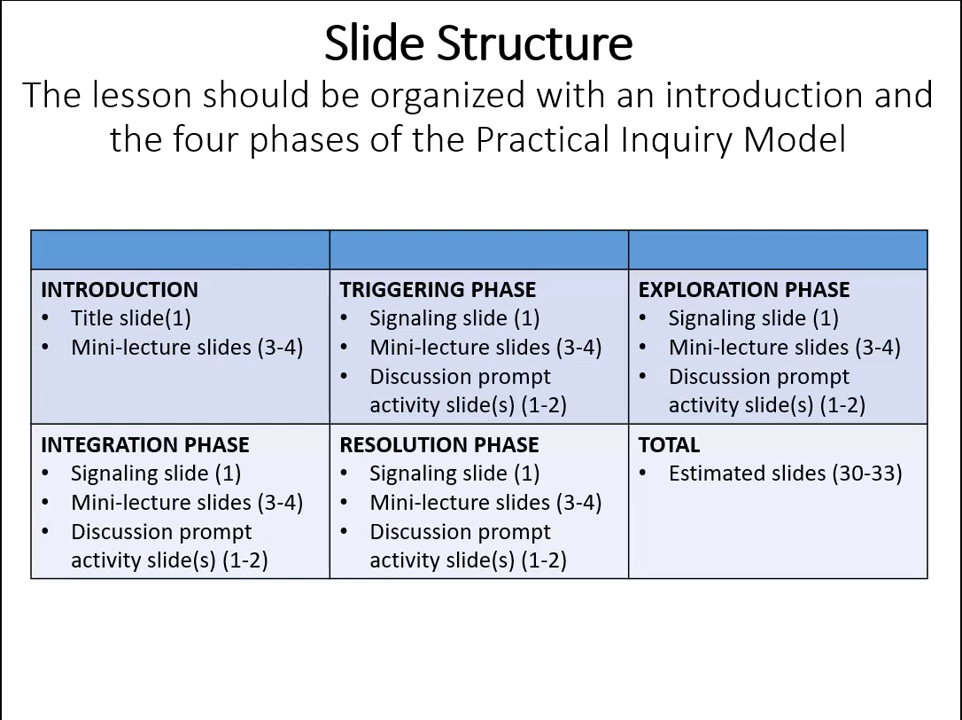 Slide Structure
The lesson should be organized with an introduction and
the four phases of the Practical Inquiry Model
INTRODUCTION
• Title slide(1)
• Mini-lecture slides (3-4)
TRIGGERING PHASE
• Signaling slide (1)
• Mini-lecture slides (3-4)
• Discussion prompt
activity slide(s) (1-2)
EXPLORATION PHASE
• Signaling slide (1)
• Mini-lecture slides (3-4)
• Discussion prompt
activity slide(s) (1-2)
INTEGRATION PHASE
• Signaling slide (1)
• Mini-lecture slides (3-4)
• Discussion prompt
activity slide(s) (1-2)
RESOLUTION PHASE
• Signaling slide (1)
• Mini-lecture slides (3-4)
• Discussion prompt
activity slide(s) (1-2)
TOTAL
• Estimated slides (30-33)